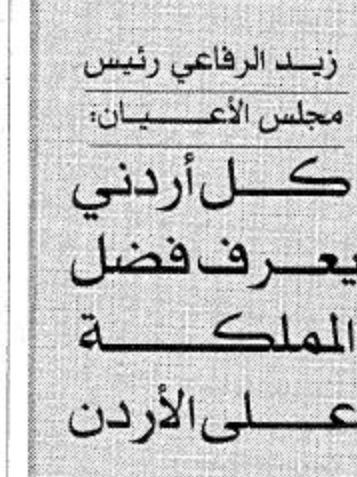 زيد الرفاعي رئيس
مجلس الأعيان:
كل أردني
يعرف فضل
المملكة
على الأردن